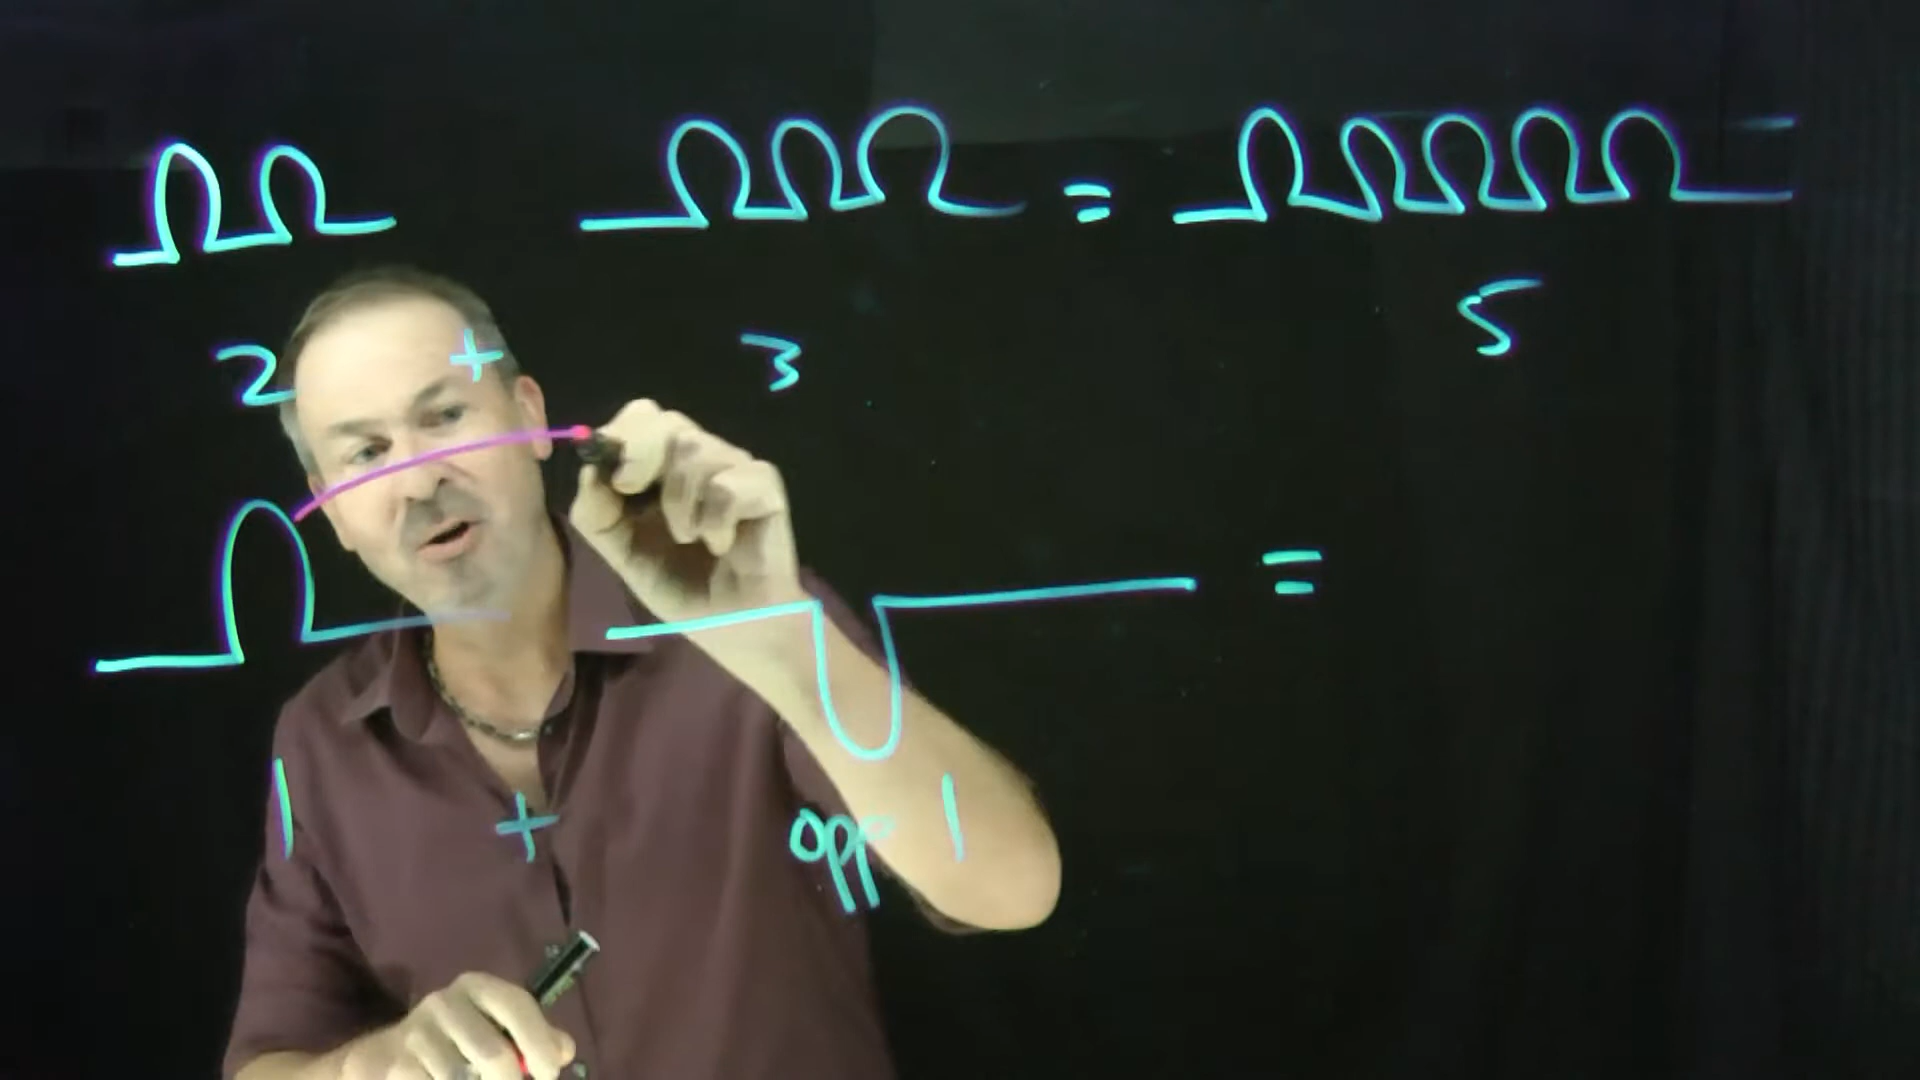 =
2 + 3 5
=
1 + opp 1